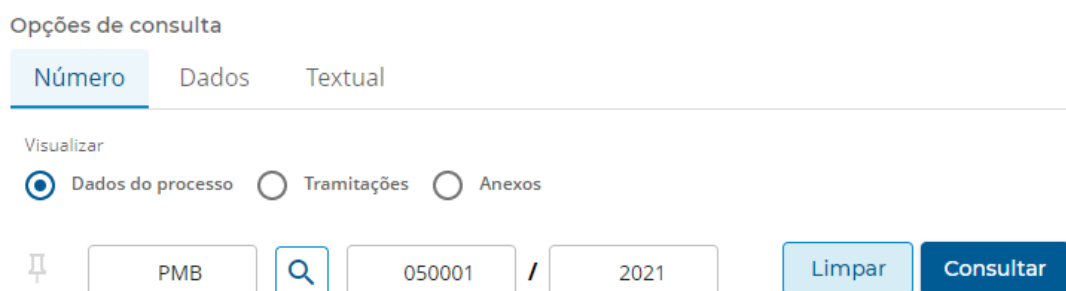 Opções de consulta
Número Dados Textual
Visualizar
Dados do processo Tramitações Anexos
PMB 050001 / 2021 Limpar Consultar